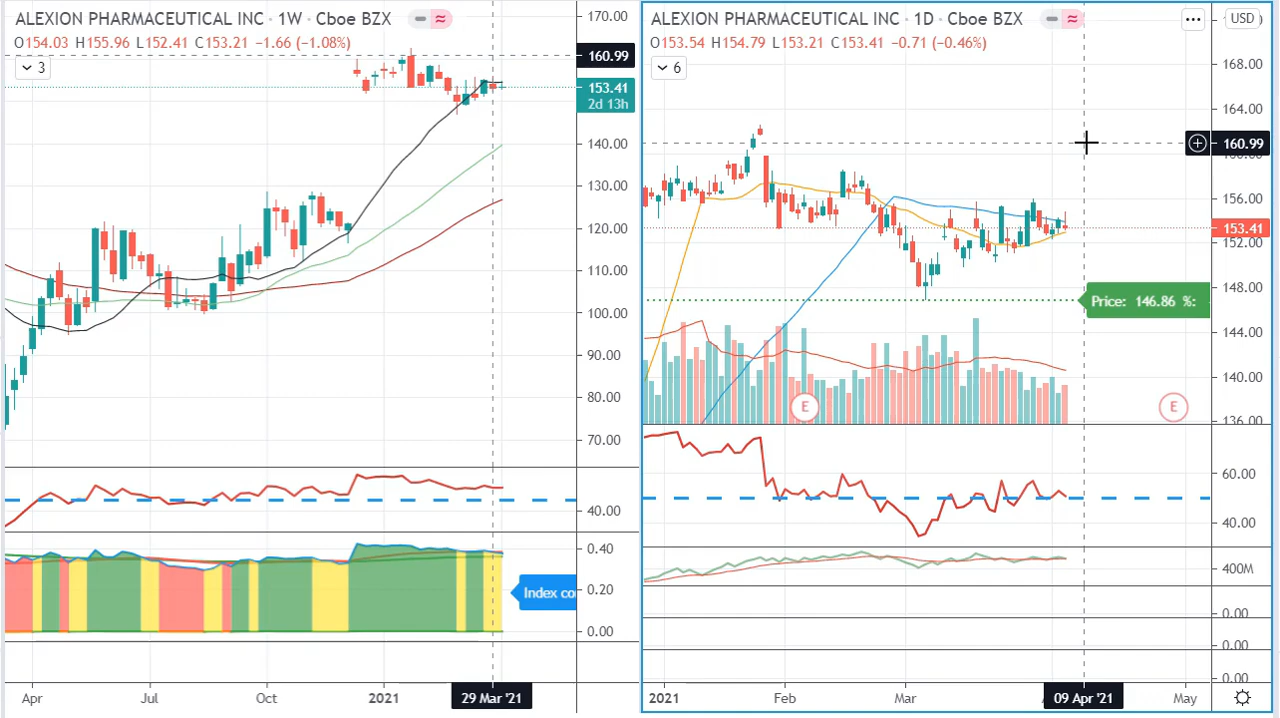 ALEXION PHARMACEUTICAL INC · 1W · Cboe BZX
O154.03 H155.96 L152.41 C153.21 −1.66 (−1.08%)
3
170.00
160.99
153.41
2d 13h
140.00
130.00
120.00
110.00
100.00
90.00
80.00
70.00
40.00
0.40
0.20
0.00
Index co
Apr
Jul
Oct
2021
29 Mar '21
ALEXION PHARMACEUTICAL INC · 1D · Cboe BZX
O153.54 H154.79 L153.21 C153.41 −0.71 (−0.46%)
6
USD
168.00
164.00
160.99
156.00
153.41
152.00
148.00
Price: 146.86 %:
144.00
140.00
136.00
E
E
60.00
40.00
400M
0.00
0.00
0.00
2021
Feb
Mar
09 Apr '21
May